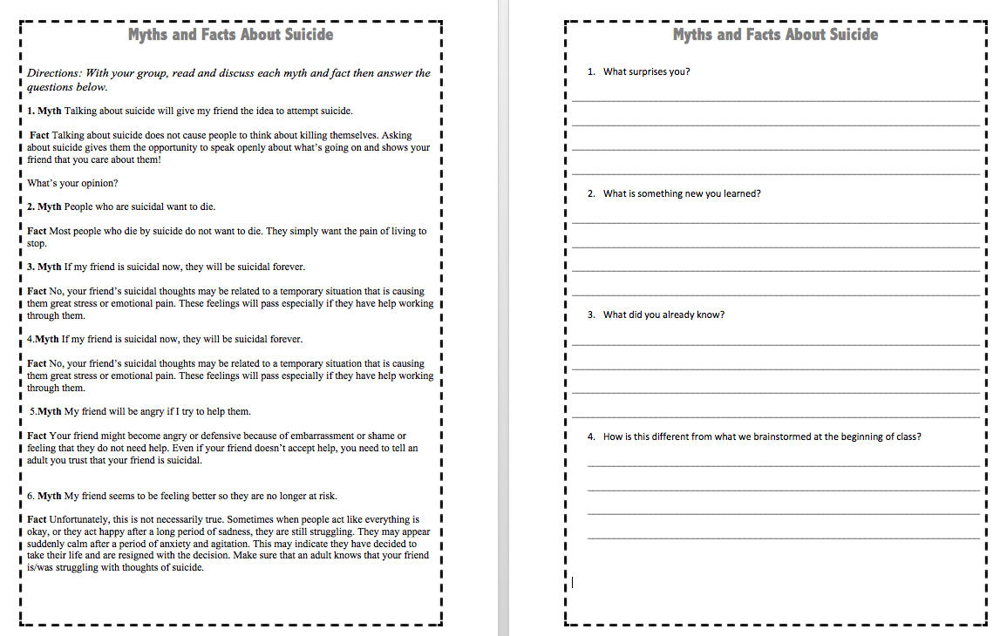 Myths and Facts About Suicide
Directions: With your group, read and discuss each myth and fact then answer the
questions below.
1. Myth Talking about suicide will give my friend the idea to attempt suicide.
Fact Talking about suicide does not cause people to think about killing themselves. Asking
about suicide gives them the opportunity to speak openly about what's going on and shows your
friend that you care about them!
What's your opinion?
2. Myth People who are suicidal want to die.
Fact Most people who die by suicide do not want to die. They simply want the pain of living to
stop.
3. Myth If my friend is suicidal now, they will be suicidal forever.
Fact No, your friend's suicidal thoughts may be related to a temporary situation that is causing
them great stress or emotional pain. These feelings will pass especially if they have help working
through them.
4.Myth If my friend is suicidal now, they will be suicidal forever.
Fact No, your friend's suicidal thoughts may be related to a temporary situation that is causing
them great stress or emotional pain. These feelings will pass especially if they have help working
through them.
5.Myth My friend will be angry if I try to help them.
Fact Your friend might become angry or defensive because of embarrassment or shame or
feeling that they do not need help. Even if your friend doesn't accept help, you need to tell an
adult you trust that your friend is suicidal.
6. Myth My friend seems to be feeling better so they are no longer at risk.
Fact Unfortunately, this is not necessarily true. Sometimes when people act like everything is
okay, or they act happy after a long period of sadness, they are still struggling. They may appear
suddenly calm after a period of anxiety and agitation. This may indicate they have decided to
take their life and are resigned with the decision. Make sure that an adult knows that your friend
is/was struggling with thoughts of suicide.
Myths and Facts About Suicide
1. What surprises you?
2. What is something new you learned?
3. What did you already know?
4. How is this different from what we brainstormed at the beginning of class?